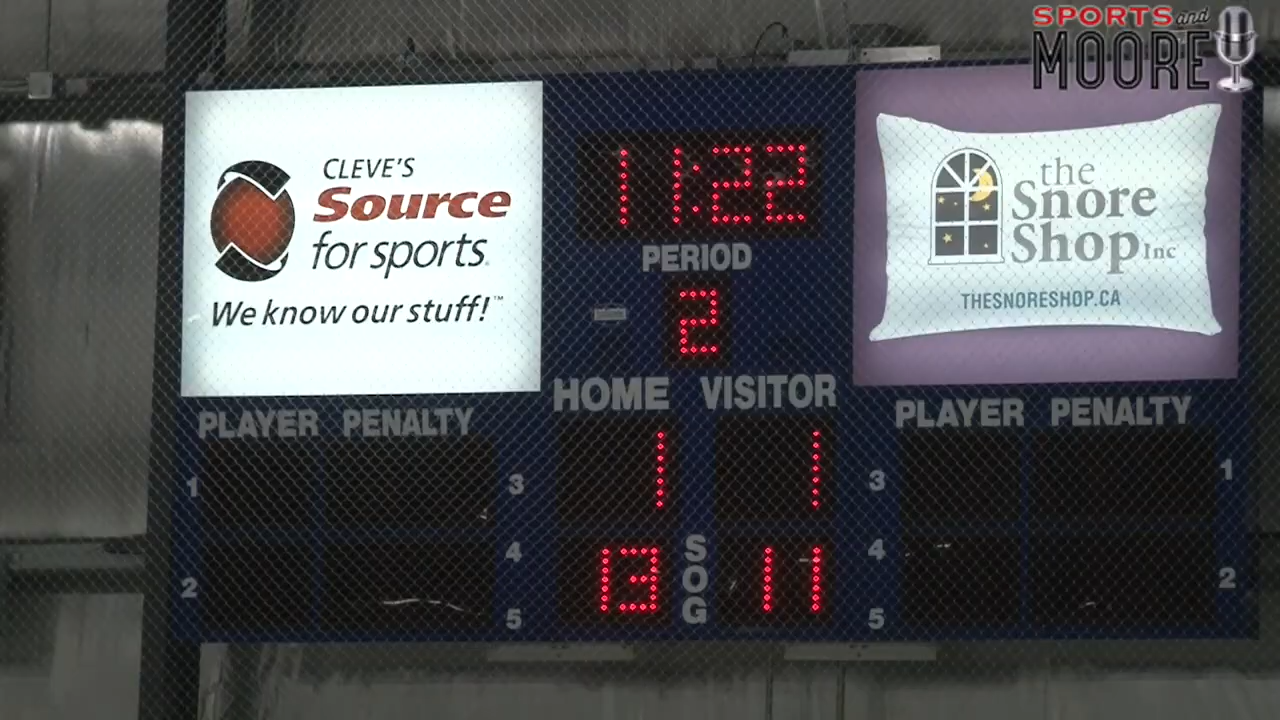 SPORTS and
MOORE
CLEVE'S
Source
for sports
We know our stuff!™
11:22
PERIOD
2
the
Snore
Shop Inc
THESNORESHOP.CA
HOME VISITOR
1 1
PLAYER PENALTY
1 3
2 4
5
SOG
13 11
PLAYER PENALTY
3 1
4 2
5